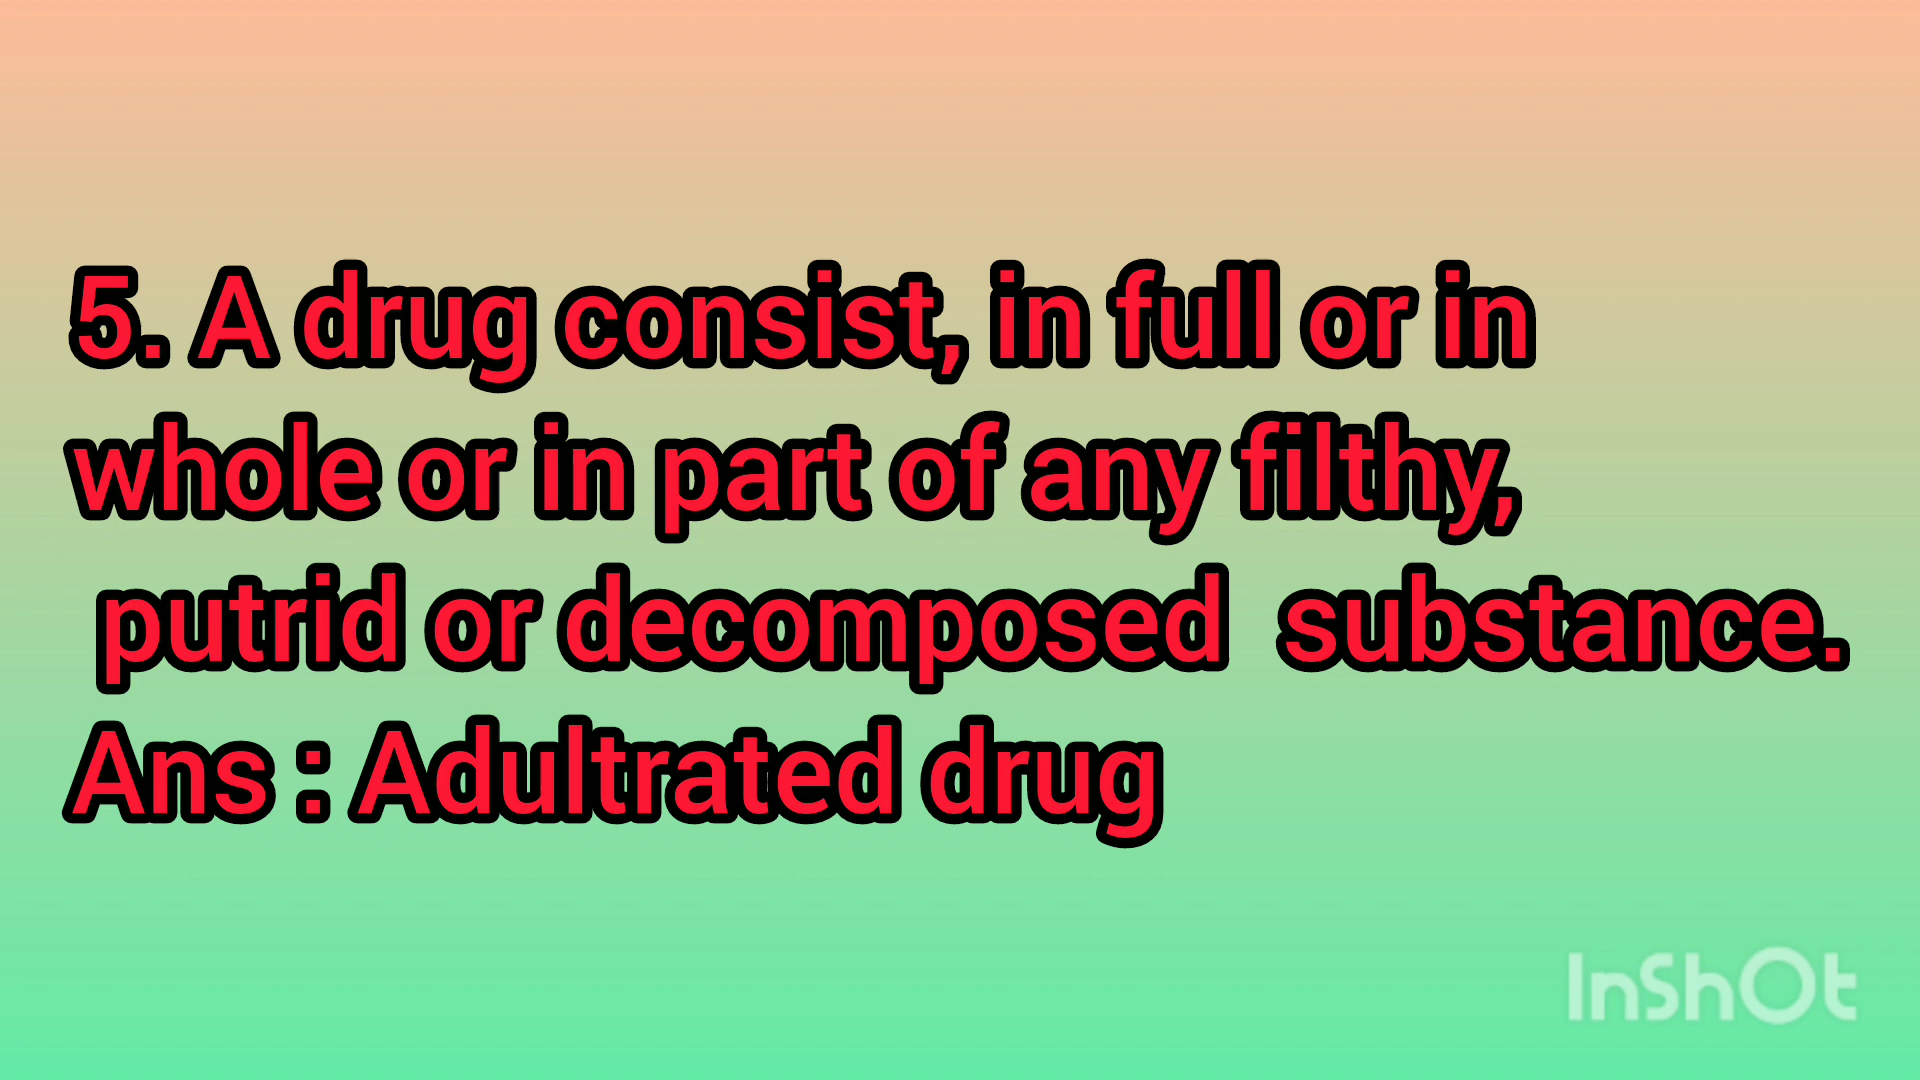 5. A drug consist, in full or in
whole or in part of any filthy,
putrid or decomposed  substance.
Ans : Adultrated drug
InShOt